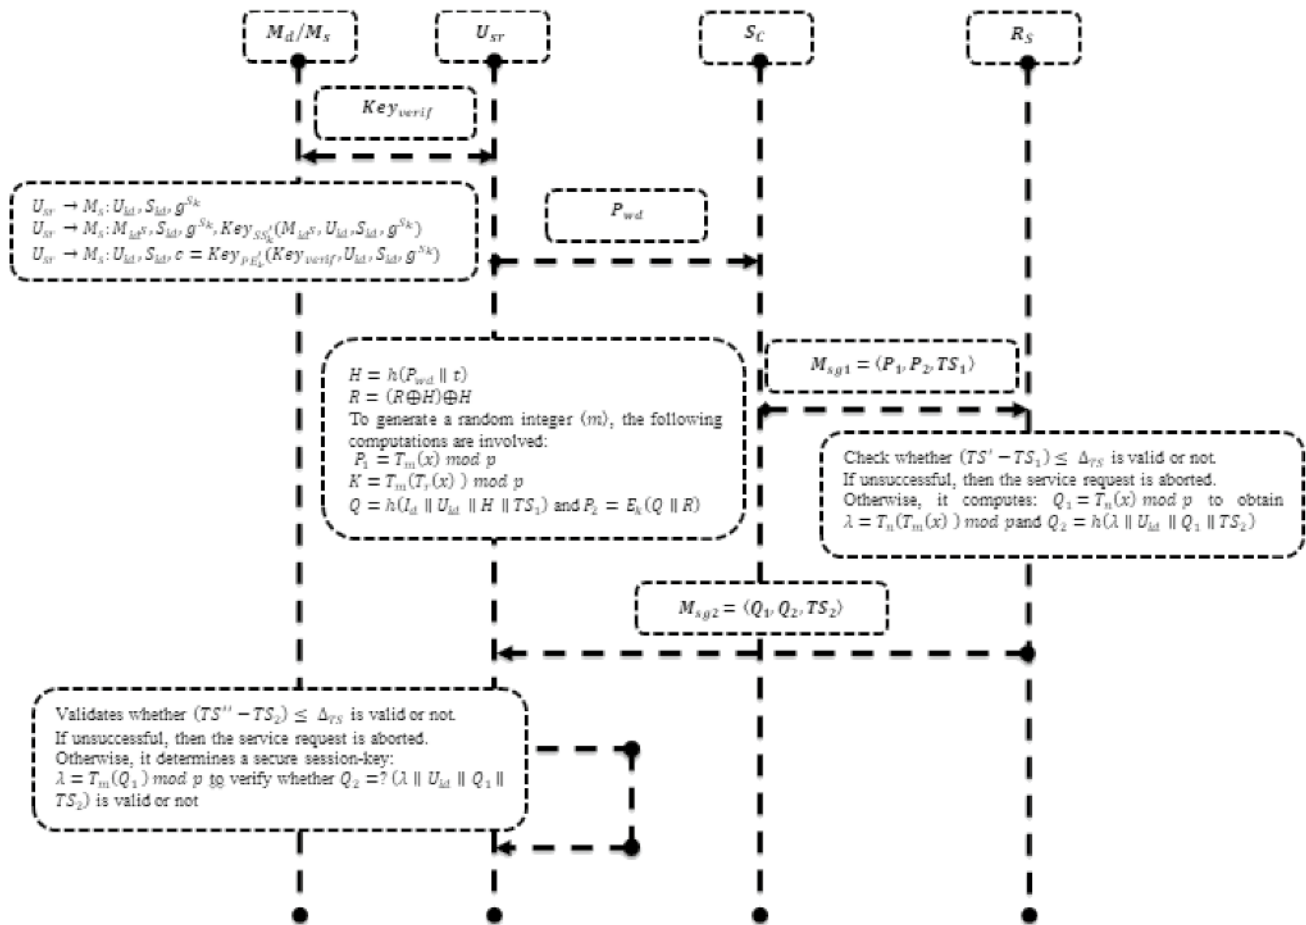 M_d/M_s
U_sr
S_C
R_S
Key_verif
U_sr → M_s: U_id, S_id, g^{S_k}
U_sr → M_s: M_id^s, S_id, g^{S_k}, Key_{SS'_k}(M_id^s, U_id, S_id, g^{S_k})
U_sr → M_s: U_id, S_id, c = Key_{PE'_k}(Key_verif, U_id, S_id, g^{S_k})
P_wd
H = h(P_wd ∥ t)
R = (R⊕H)⊕H
To generate a random integer (m), the following
computations are involved:
P_1 = T_m(x) mod p
K = T_m(T_r(x) ) mod p
Q = h(I_d ∥ U_id ∥ H ∥ TS_1) and P_2 = E_k(Q ∥ R)
M_sg1 = (P_1, P_2, TS_1)
Check whether (TS' − TS_1) ≤ Δ_TS is valid or not.
If unsuccessful, then the service request is aborted.
Otherwise, it computes: Q_1 = T_n(x) mod p to obtain
λ = T_n(T_m(x) ) mod pand Q_2 = h(λ ∥ U_id ∥ Q_1 ∥ TS_2)
M_sg2 = (Q_1, Q_2, TS_2)
Validates whether (TS'' − TS_2) ≤ Δ_TS is valid or not.
If unsuccessful, then the service request is aborted.
Otherwise, it determines a secure session-key:
λ = T_m(Q_1) mod p to verify whether Q_2 =? (λ ∥ U_id ∥ Q_1 ∥
TS_2) is valid or not